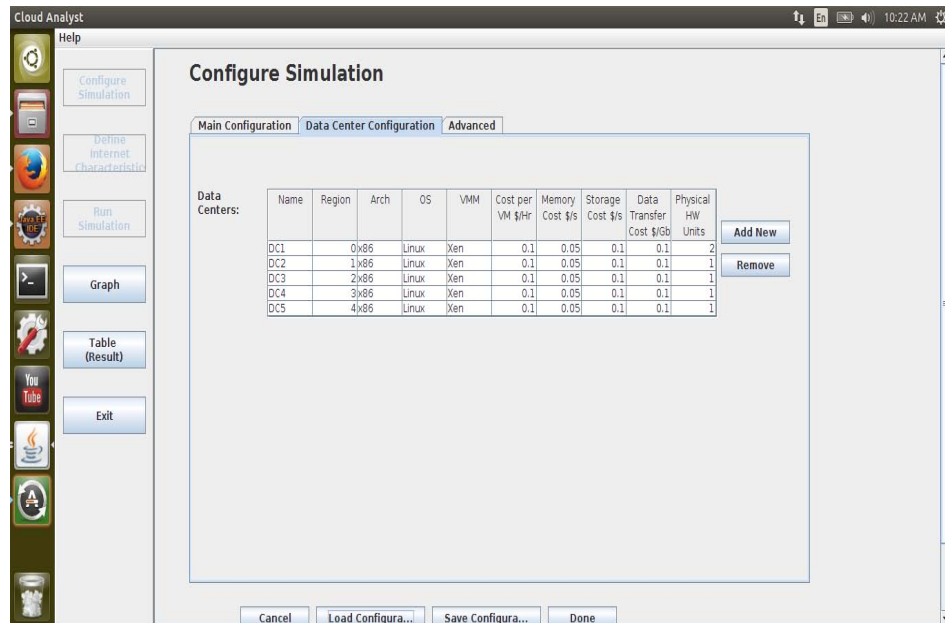 Cloud Analyst
En
10:22 AM
Help
Configure
Simulation
Define
Internet
Characteristic
Run
Simulation
Graph
Table
(Result)
Exit
You
Tube
Java EE
IDE
Configure Simulation
Main Configuration Data Center Configuration Advanced
Data
Centers:
Name Region Arch OS VMM Cost per Memory Storage Data Physical
VM $/Hr Cost $/s Cost $/s Transfer HW
Cost $/Gb Units
DC1 0 x86 Linux Xen 0.1 0.05 0.1 0.1 2
DC2 1 x86 Linux Xen 0.1 0.05 0.1 0.1 1
DC3 2 x86 Linux Xen 0.1 0.05 0.1 0.1 1
DC4 3 x86 Linux Xen 0.1 0.05 0.1 0.1 1
DC5 4 x86 Linux Xen 0.1 0.05 0.1 0.1 1
Add New
Remove
Cancel Load Configura... Save Configura... Done